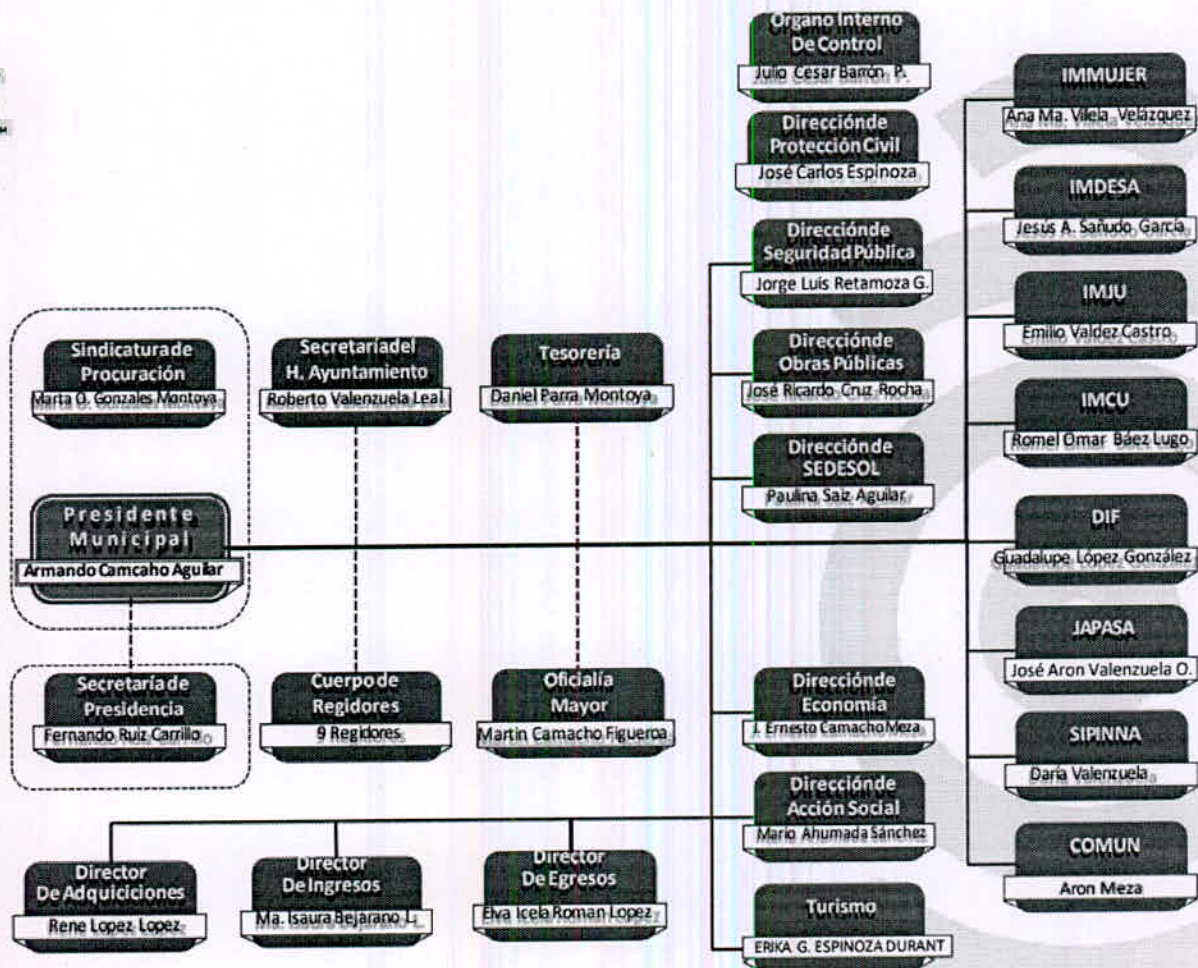 Organo Interno
De Control
Julio Cesar Barrón P.
IMMUJER
Ana Ma. Vilela Velázquez
Direcciónde
Protección Civil
José Carlos Espinoza
IMDESA
Jesús A. Sañudo García
Direcciónde
Seguridad Pública
Jorge Luis Retamoza G.
IMJU
Emilio Valdez Castro
Sindicatura de
Procuración
Marta O. Gonzales Montoya
Secretaríadel
H. Ayuntamiento
Roberto Valenzuela Leal
Tesorería
Daniel Parra Montoya
Direcciónde
Obras Públicas
José Ricardo Cruz Rocha
IMCU
Romel Omar Báez Lugo
Direcciónde
SEDESOL
Paulina Saiz Aguilar
Presidente
Municipal
Armando Camcaho Aguilar
DIF
Guadalupe López González
JAPASA
José Aron Valenzuela O.
Secretaría de
Presidencia
Fernando Ruiz Carrillo
Cuerpo de
Regidores
9 Regidores
Oficialía
Mayor
Martin Camacho Figueroa
Direcciónde
Economía
J. Ernesto Camacho Meza
SIPINNA
Daría Valenzuela
Direcciónde
Acción Social
Mario Ahumada Sánchez
COMUN
Aron Meza
Director
De Adquiciciones
Rene Lopez Lopez
Director
De Ingresos
Ma. Isaura Bejarano L.
Director
De Egresos
Elva Icela Roman Lopez
Turismo
ERIKA G. ESPINOZA DURANT